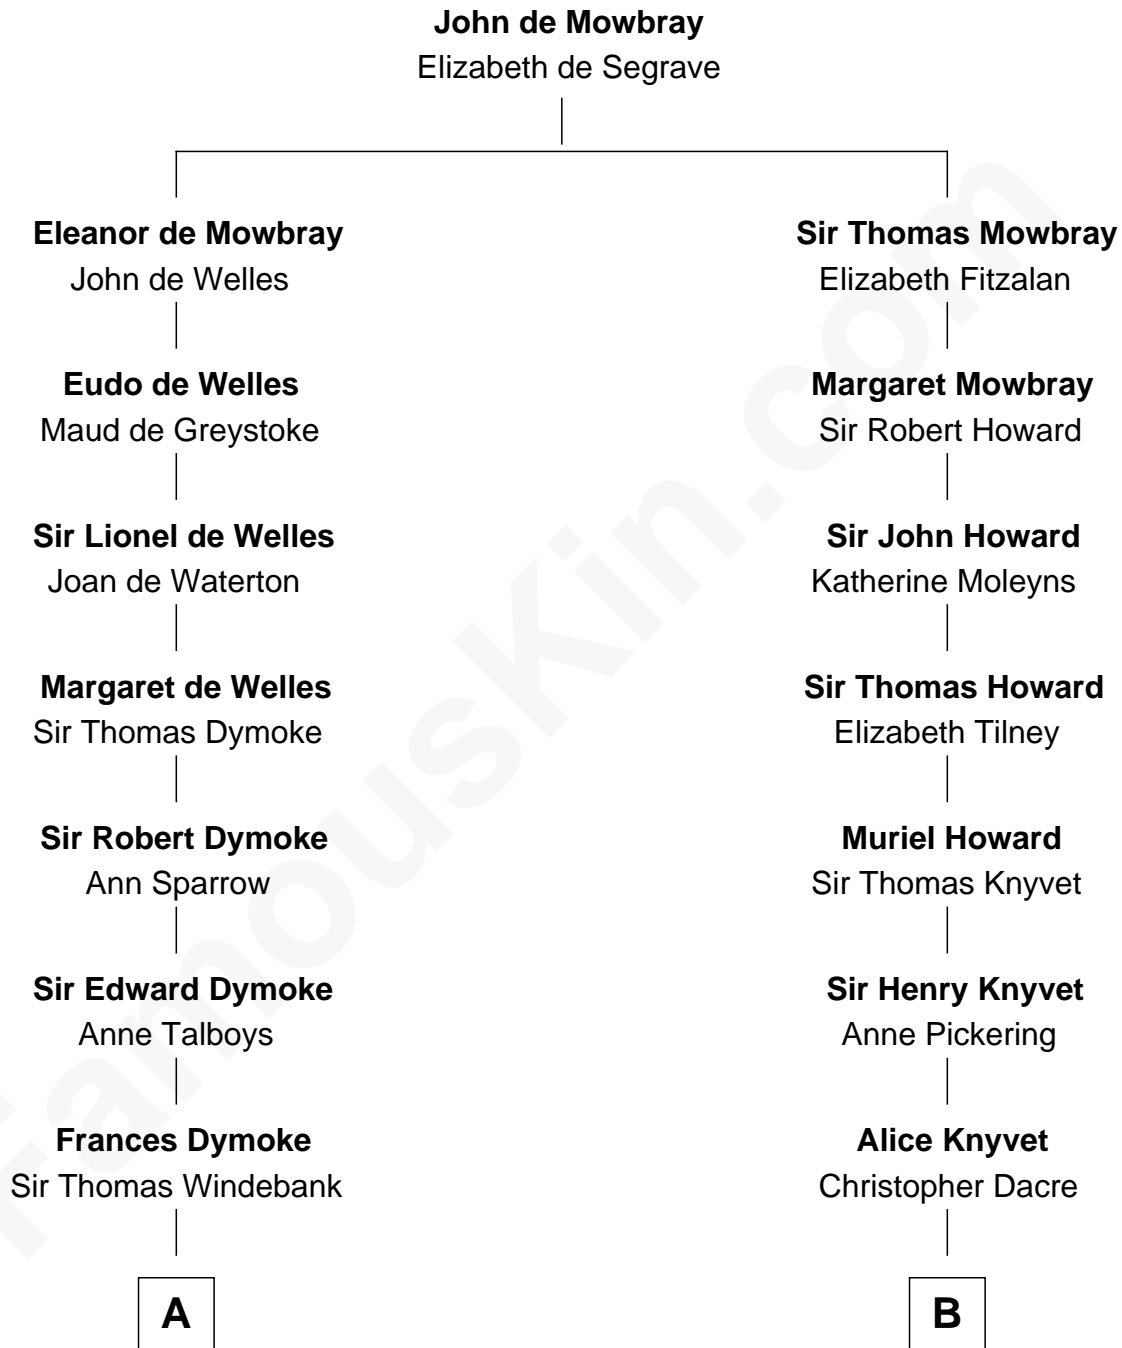 John de Mowbray
Elizabeth de Segrave
Eleanor de Mowbray
John de Welles
Sir Thomas Mowbray
Elizabeth Fitzalan
Eudo de Welles
Maud de Greystoke
Margaret Mowbray
Sir Robert Howard
Sir Lionel de Welles
Joan de Waterton
Sir John Howard
Katherine Moleyns
Margaret de Welles
Sir Thomas Dymoke
Sir Thomas Howard
Elizabeth Tilney
Sir Robert Dymoke
Ann Sparrow
Muriel Howard
Sir Thomas Knyvet
Sir Edward Dymoke
Anne Talboys
Sir Henry Knyvet
Anne Pickering
Frances Dymoke
Sir Thomas Windebank
Alice Knyvet
Christopher Dacre
A
B
FamousKin.com